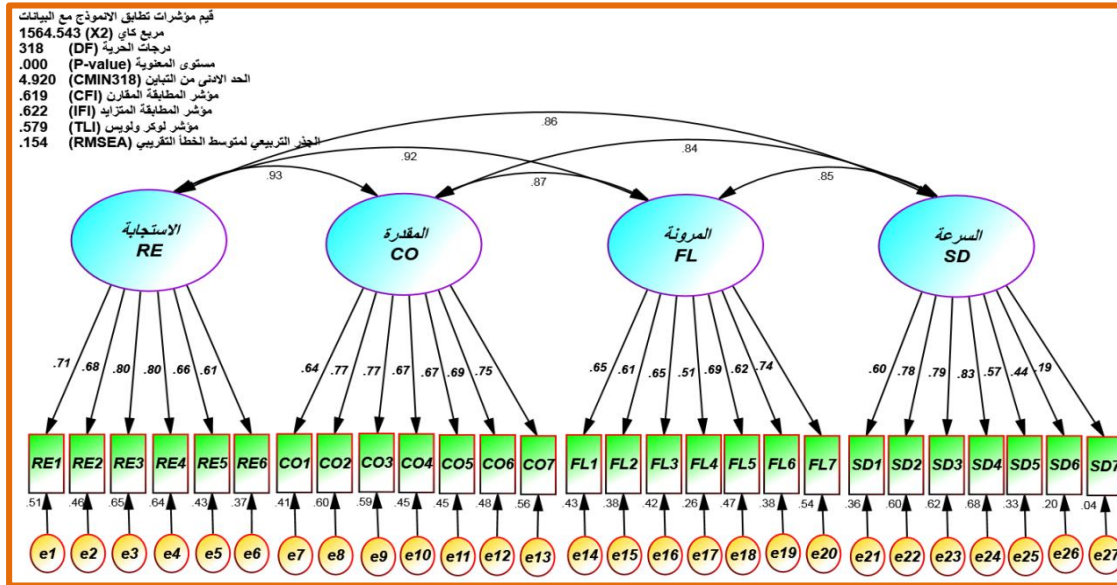 قيم مؤشرات تطابق الانموذج مع البيانات
مربع كاي (X2) 1564.543
درجات الحرية (DF) 318
مستوى المعنوية (P-value) .000
الحد الادنى من التباين (CMIN318) 4.920
مؤشر المطابقة المقارن (CFI) .619
مؤشر المطابقة المتزايد (IFI) .622
مؤشر لوكر ولويس (TLI) .579
الجذر التربيعي لمتوسط الخطأ التقريبي (RMSEA) .154
.86
.92 .84
.93 .87 .85
الاستجابة المقدرة المرونة السرعة
RE CO FL SD
.71 .68 .80 .80 .66 .61 .64 .77 .77 .67 .67 .69 .75 .65 .61 .65 .51 .69 .62 .74 .60 .78 .79 .83 .57 .44 .19
RE1 RE2 RE3 RE4 RE5 RE6 CO1 CO2 CO3 CO4 CO5 CO6 CO7 FL1 FL2 FL3 FL4 FL5 FL6 FL7 SD1 SD2 SD3 SD4 SD5 SD6 SD7
.51 .46 .65 .64 .43 .37 .41 .60 .59 .45 .45 .48 .56 .43 .38 .42 .26 .47 .38 .54 .36 .60 .62 .68 .33 .20 .04
e1 e2 e3 e4 e5 e6 e7 e8 e9 e10 e11 e12 e13 e14 e15 e16 e17 e18 e19 e20 e21 e22 e23 e24 e25 e26 e27